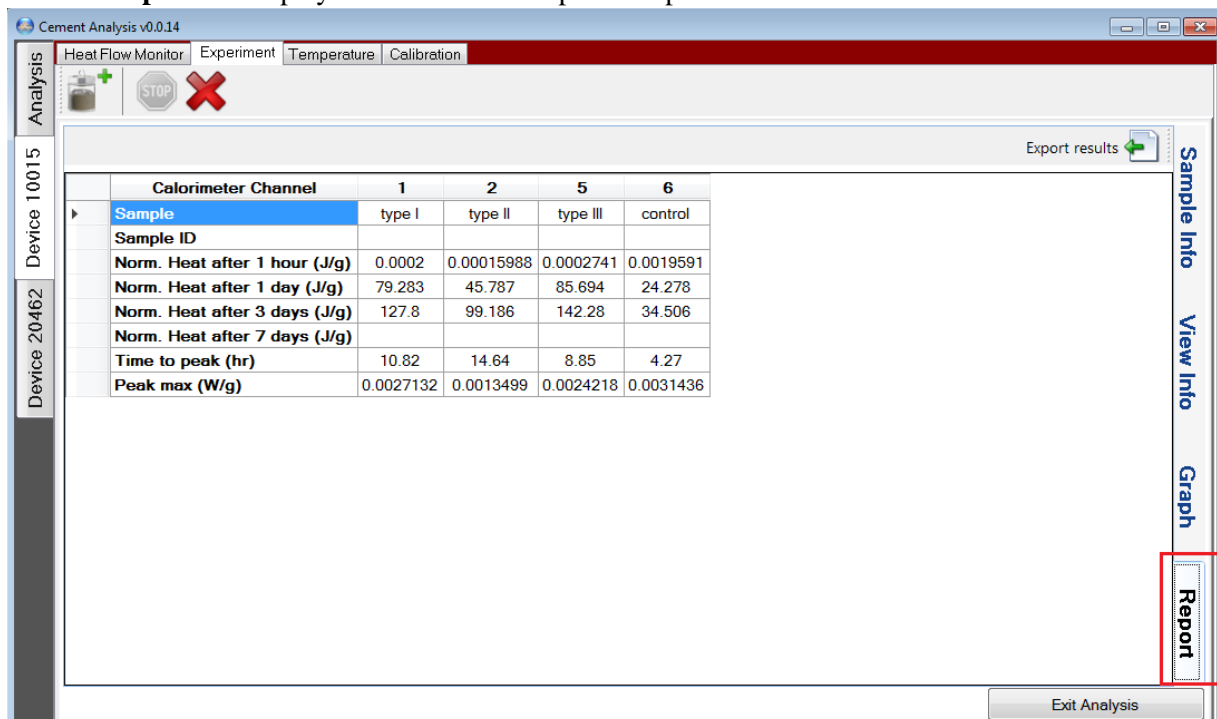 Cement Analysis v0.0.14
Heat Flow Monitor Experiment Temperature Calibration
STOP
Analysis
Device 10015
Device 20462
Export results
Calorimeter Channel 1 2 5 6
Sample type I type II type III control
Sample ID
Norm. Heat after 1 hour (J/g) 0.0002 0.00015988 0.0002741 0.0019591
Norm. Heat after 1 day (J/g) 79.283 45.787 85.694 24.278
Norm. Heat after 3 days (J/g) 127.8 99.186 142.28 34.506
Norm. Heat after 7 days (J/g)
Time to peak (hr) 10.82 14.64 8.85 4.27
Peak max (W/g) 0.0027132 0.0013499 0.0024218 0.0031436
Sample Info
View Info
Graph
Report
Exit Analysis